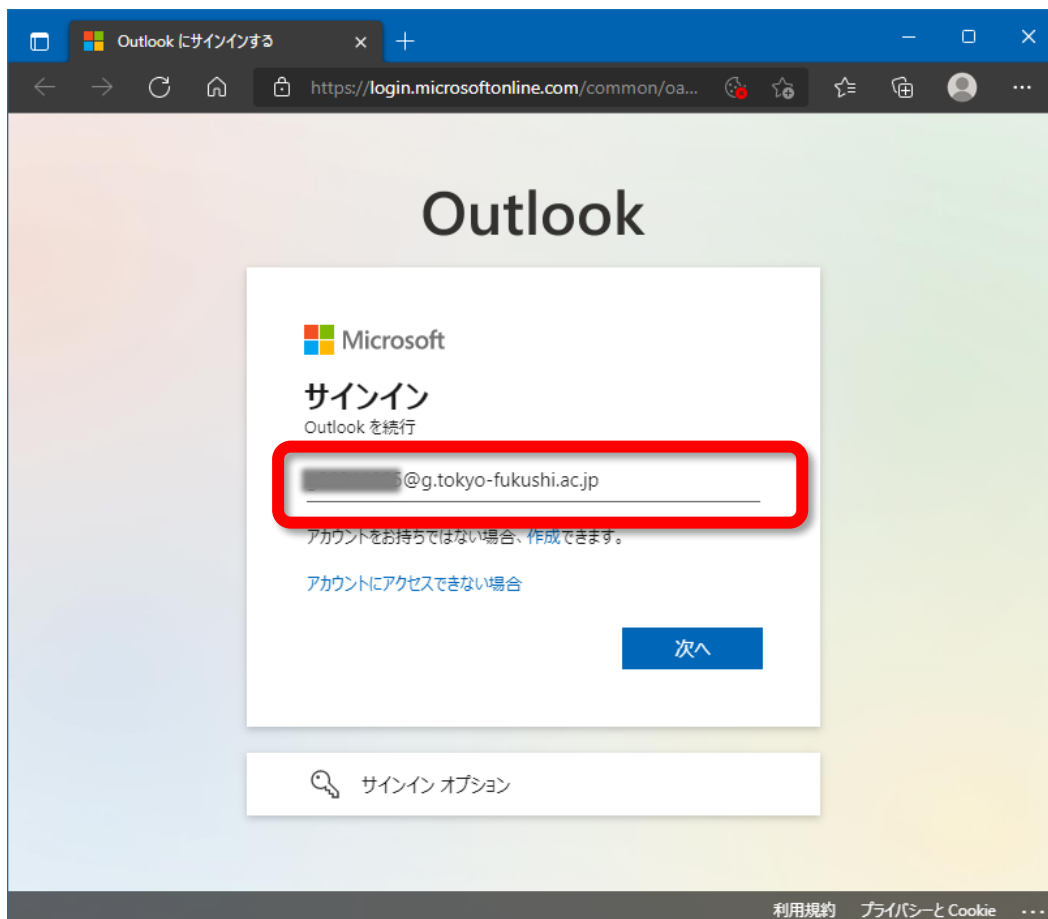 Outlook にサインインする
https://login.microsoftonline.com/common/oa...
Outlook
Microsoft
サインイン
Outlook を続行
@g.tokyo-fukushi.ac.jp
アカウントをお持ちではない場合、作成できます。
アカウントにアクセスできない場合
次へ
サインイン オプション
利用規約 プライバシーと Cookie ...